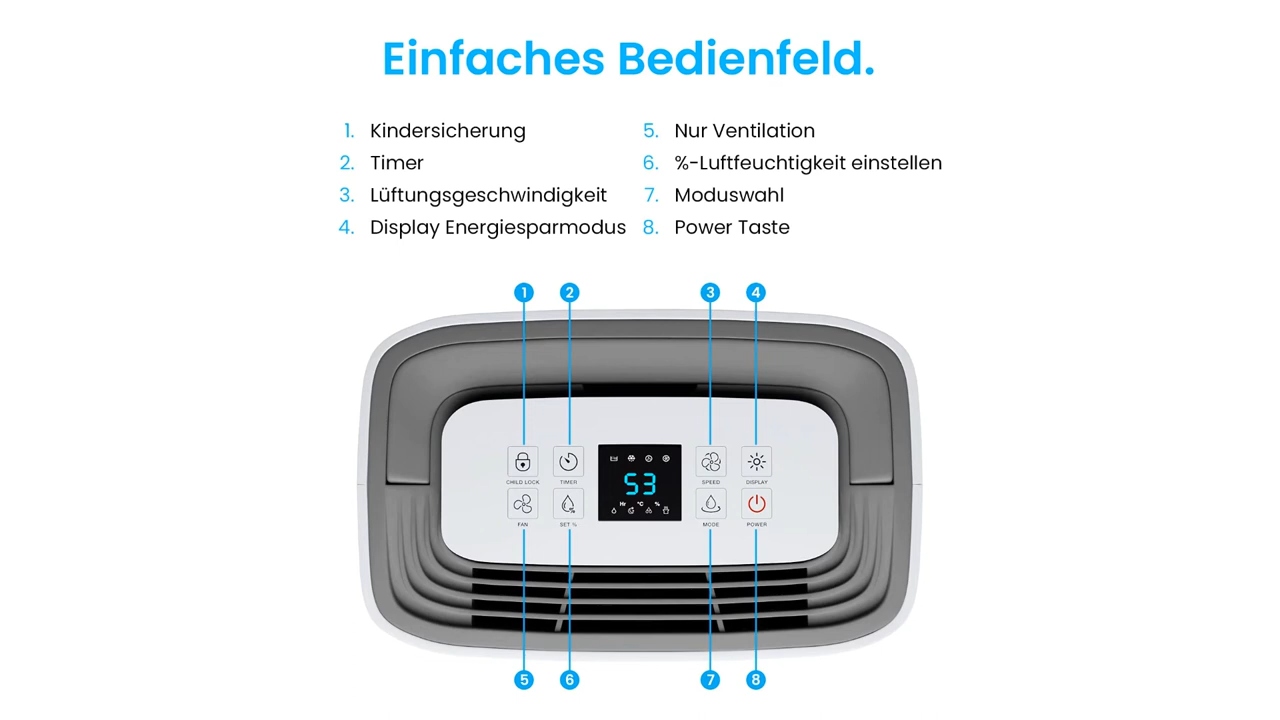 Einfaches Bedienfeld.
1. Kindersicherung
2. Timer
3. Lüftungsgeschwindigkeit
4. Display Energiesparmodus
5. Nur Ventilation
6. %-Luftfeuchtigkeit einstellen
7. Moduswahl
8. Power Taste
1 2 3 4
CHILD LOCK TIMER SPEED DISPLAY
53
Hr °C %
FAN SET % MODE POWER
5 6 7 8